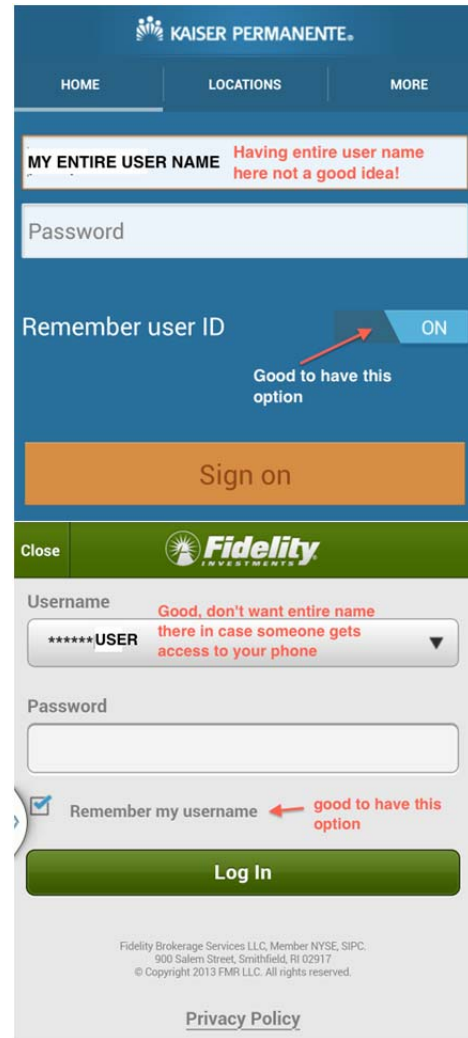 KAISER PERMANENTE®
HOME LOCATIONS MORE
MY ENTIRE USER NAME
Having entire user name
here not a good idea!
Password
Remember user ID
ON
Good to have this
option
Sign on
Close
Fidelity
INVESTMENTS
Username
Good, don't want entire name
there in case someone gets
access to your phone
******USER
Password
Remember my username
good to have this
option
Log In
Fidelity Brokerage Services LLC, Member NYSE, SIPC.
900 Salem Street, Smithfield, RI 02917
© Copyright 2013 FMR LLC. All rights reserved.
Privacy Policy